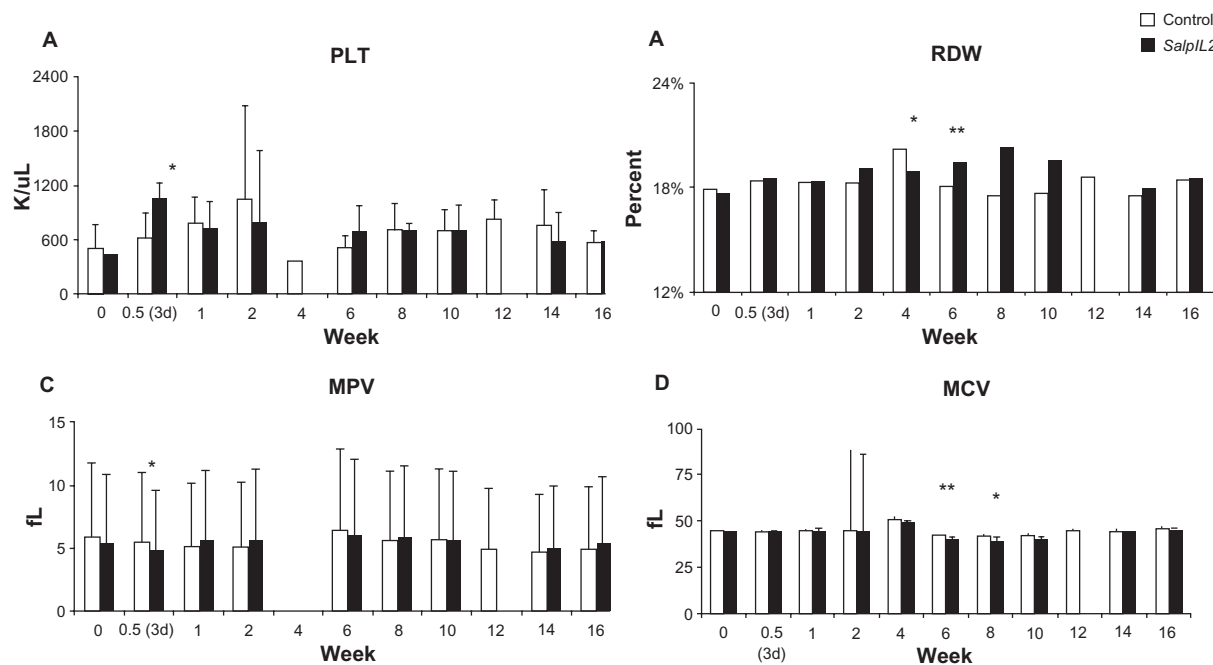 Control
SalpIL2
A
PLT
2400
1800
1200
600
0
K/uL
*
0 0.5 (3d) 1 2 4 6 8 10 12 14 16
Week
A
RDW
24%
18%
12%
Percent
* **
0 0.5 (3d) 1 2 4 6 8 10 12 14 16
Week
C
MPV
15
10
5
0
fL
*
0 0.5 (3d) 1 2 4 6 8 10 12 14 16
Week
D
MCV
100
75
50
25
0
fL
** *
0 0.5 (3d) 1 2 4 6 8 10 12 14 16
Week